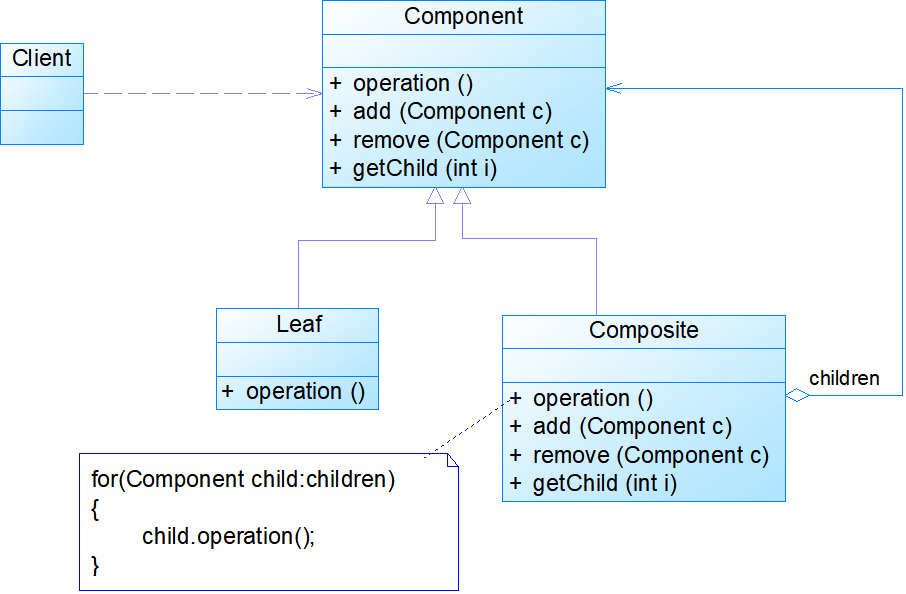 Component
Client
+ operation ()
+ add (Component c)
+ remove (Component c)
+ getChild (int i)
Leaf
+ operation ()
Composite
+ operation ()
+ add (Component c)
+ remove (Component c)
+ getChild (int i)
children
for(Component child:children)
{
child.operation();
}